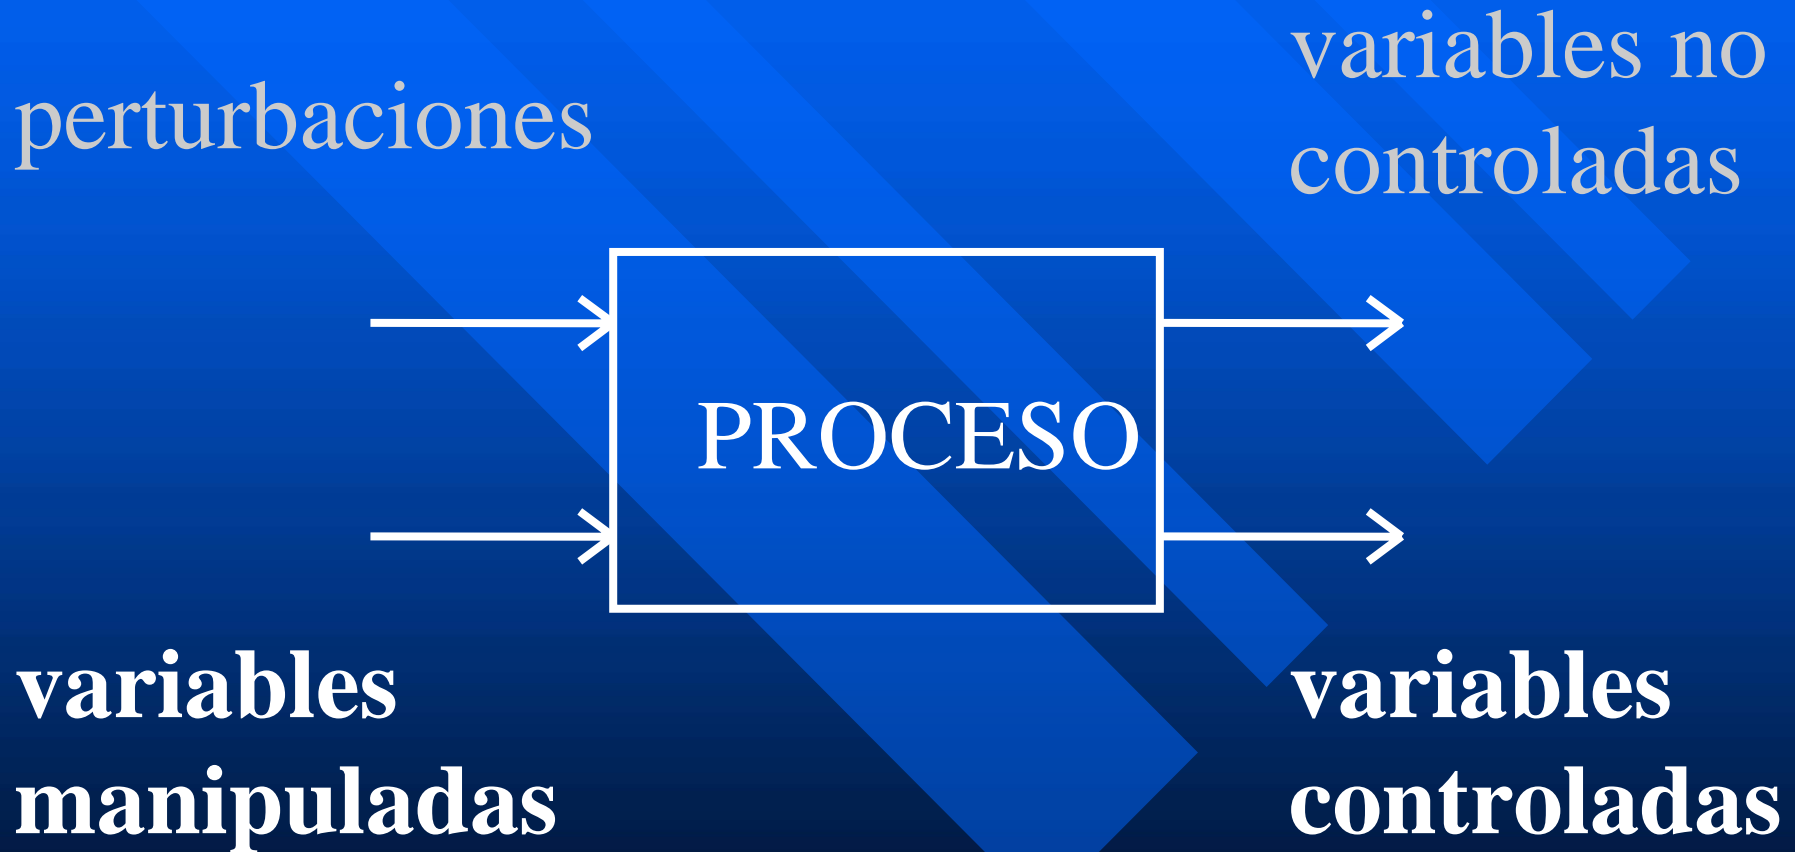 perturbaciones
variables no
controladas
PROCESO
variables
manipuladas
variables
controladas